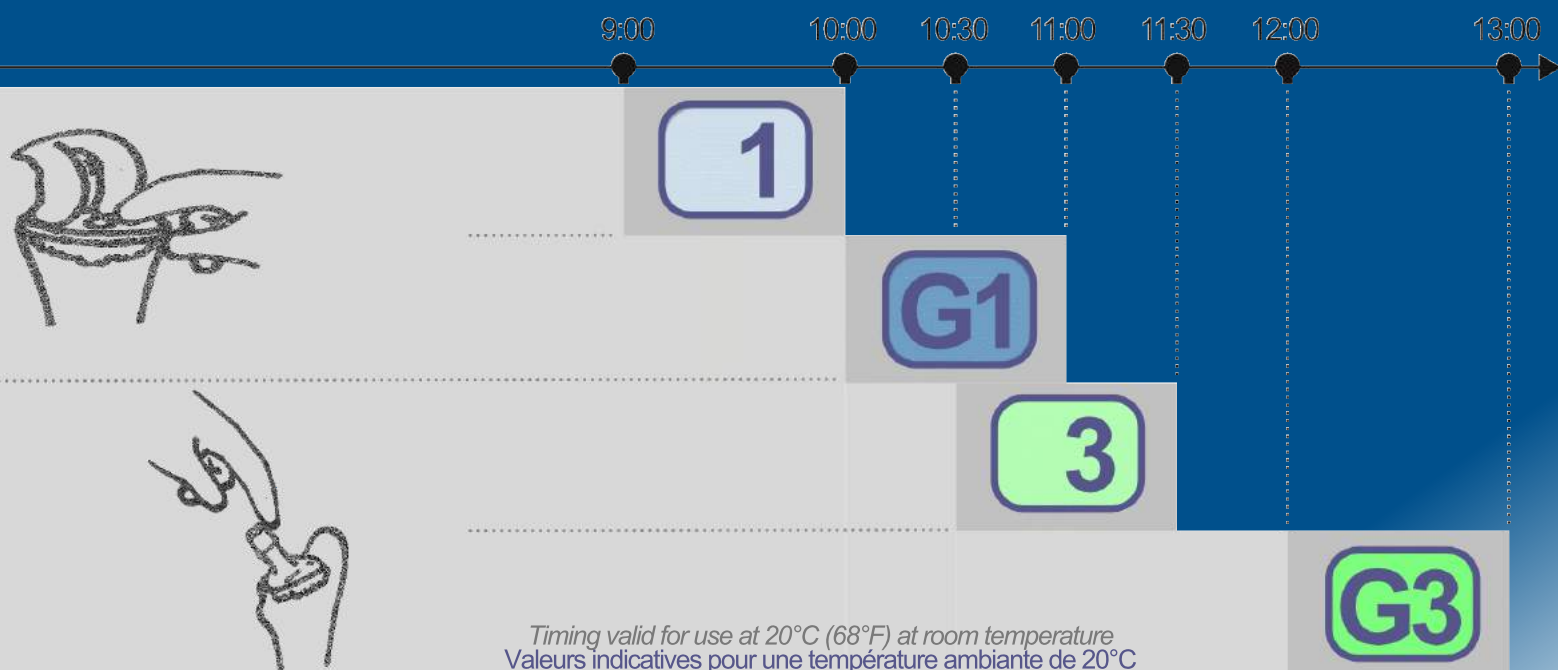 9:00 10:00 10:30 11:00 11:30 12:00 13:00
1
G1
3
G3
Timing valid for use at 20°C (68°F) at room temperature
Valeurs indicatives pour une température ambiante de 20°C